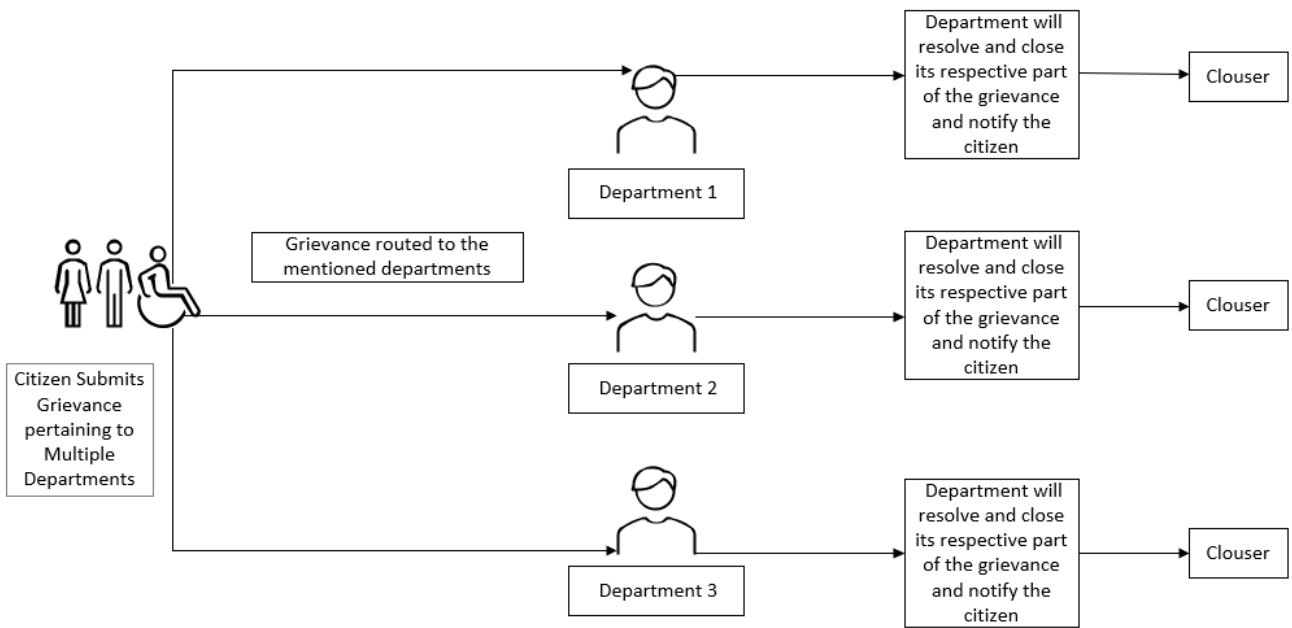 Citizen Submits
Grievance
pertaining to
Multiple
Departments
Grievance routed to the
mentioned departments
Department 1
Department will
resolve and close
its respective part
of the grievance
and notify the
citizen
Clouser
Department 2
Department will
resolve and close
its respective part
of the grievance
and notify the
citizen
Clouser
Department 3
Department will
resolve and close
its respective part
of the grievance
and notify the
citizen
Clouser